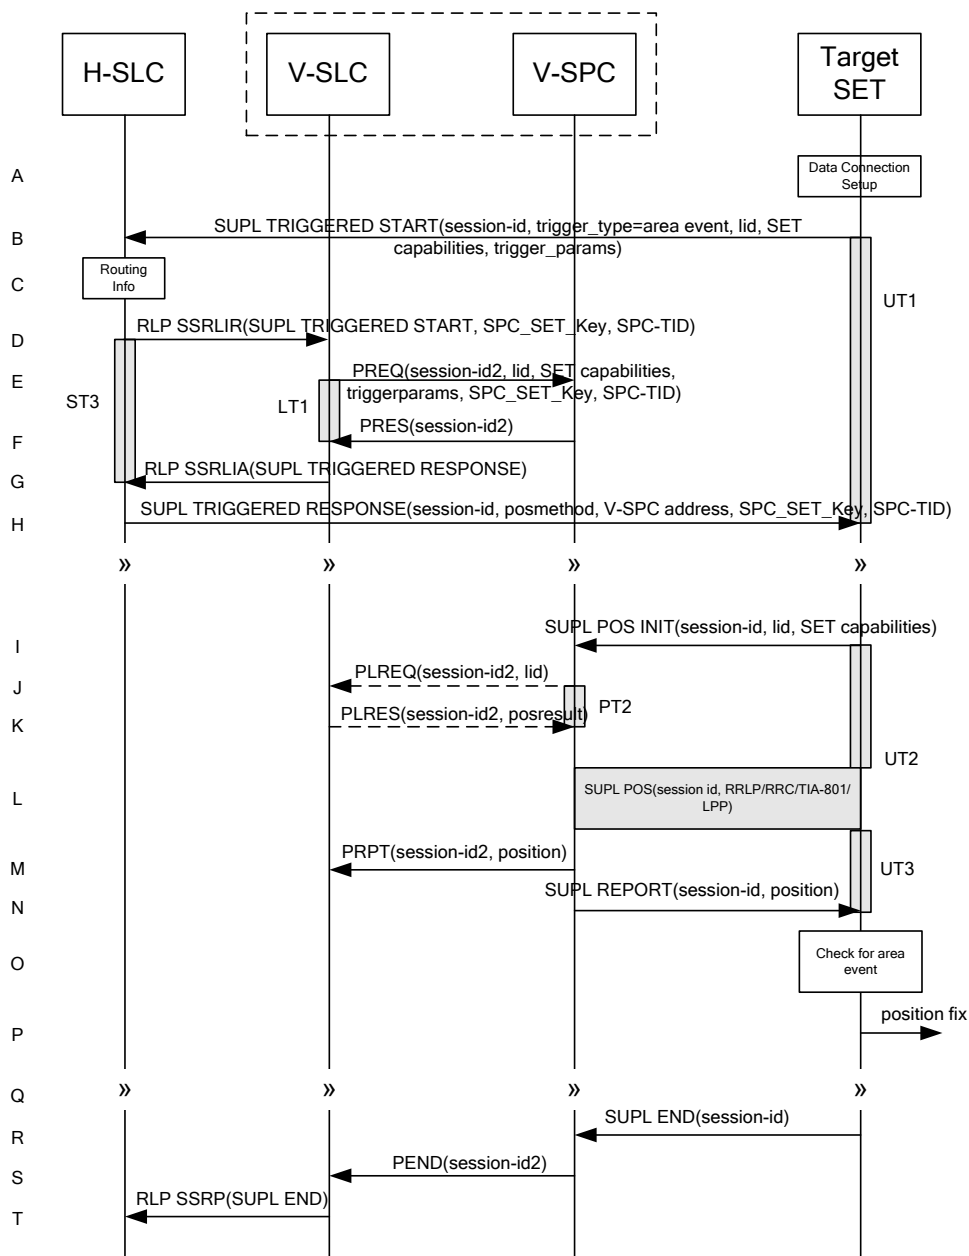 H-SLC
V-SLC
V-SPC
Target
SET
A
Data Connection
Setup
B
SUPL TRIGGERED START(session-id, trigger_type=area event, lid, SET
capabilities, trigger_params)
C
Routing
Info
UT1
D
RLP SSRLIR(SUPL TRIGGERED START, SPC_SET_Key, SPC-TID)
E
PREQ(session-id2, lid, SET capabilities,
triggerparams, SPC_SET_Key, SPC-TID)
ST3
LT1
F
PRES(session-id2)
G
RLP SSRLIA(SUPL TRIGGERED RESPONSE)
H
SUPL TRIGGERED RESPONSE(session-id, posmethod, V-SPC address, SPC_SET_Key, SPC-TID)
» » » »
I
SUPL POS INIT(session-id, lid, SET capabilities)
J
PLREQ(session-id2, lid)
PT2
K
PLRES(session-id2, posresult)
UT2
L
SUPL POS(session id, RRLP/RRC/TIA-801/
LPP)
M
PRPT(session-id2, position)
UT3
N
SUPL REPORT(session-id, position)
O
Check for area
event
P
position fix
Q
» » » »
R
SUPL END(session-id)
S
PEND(session-id2)
T
RLP SSRP(SUPL END)